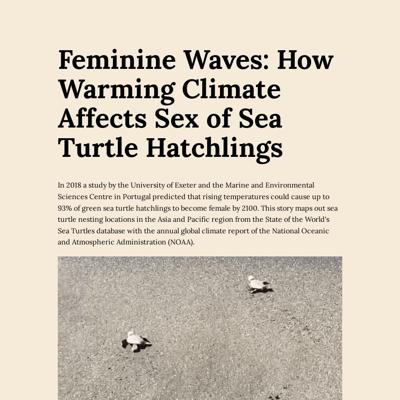 Feminine Waves: How
Warming Climate
Affects Sex of Sea
Turtle Hatchlings
In 2018 a study by the University of Exeter and the Marine and Environmental
Sciences Centre in Portugal predicted that rising temperatures could cause up to
93% of green sea turtle hatchlings to become female by 2100. This story maps out sea
turtle nesting locations in the Asia and Pacific region from the State of the World's
Sea Turtles database with the annual global climate report of the National Oceanic
and Atmospheric Administration (NOAA).